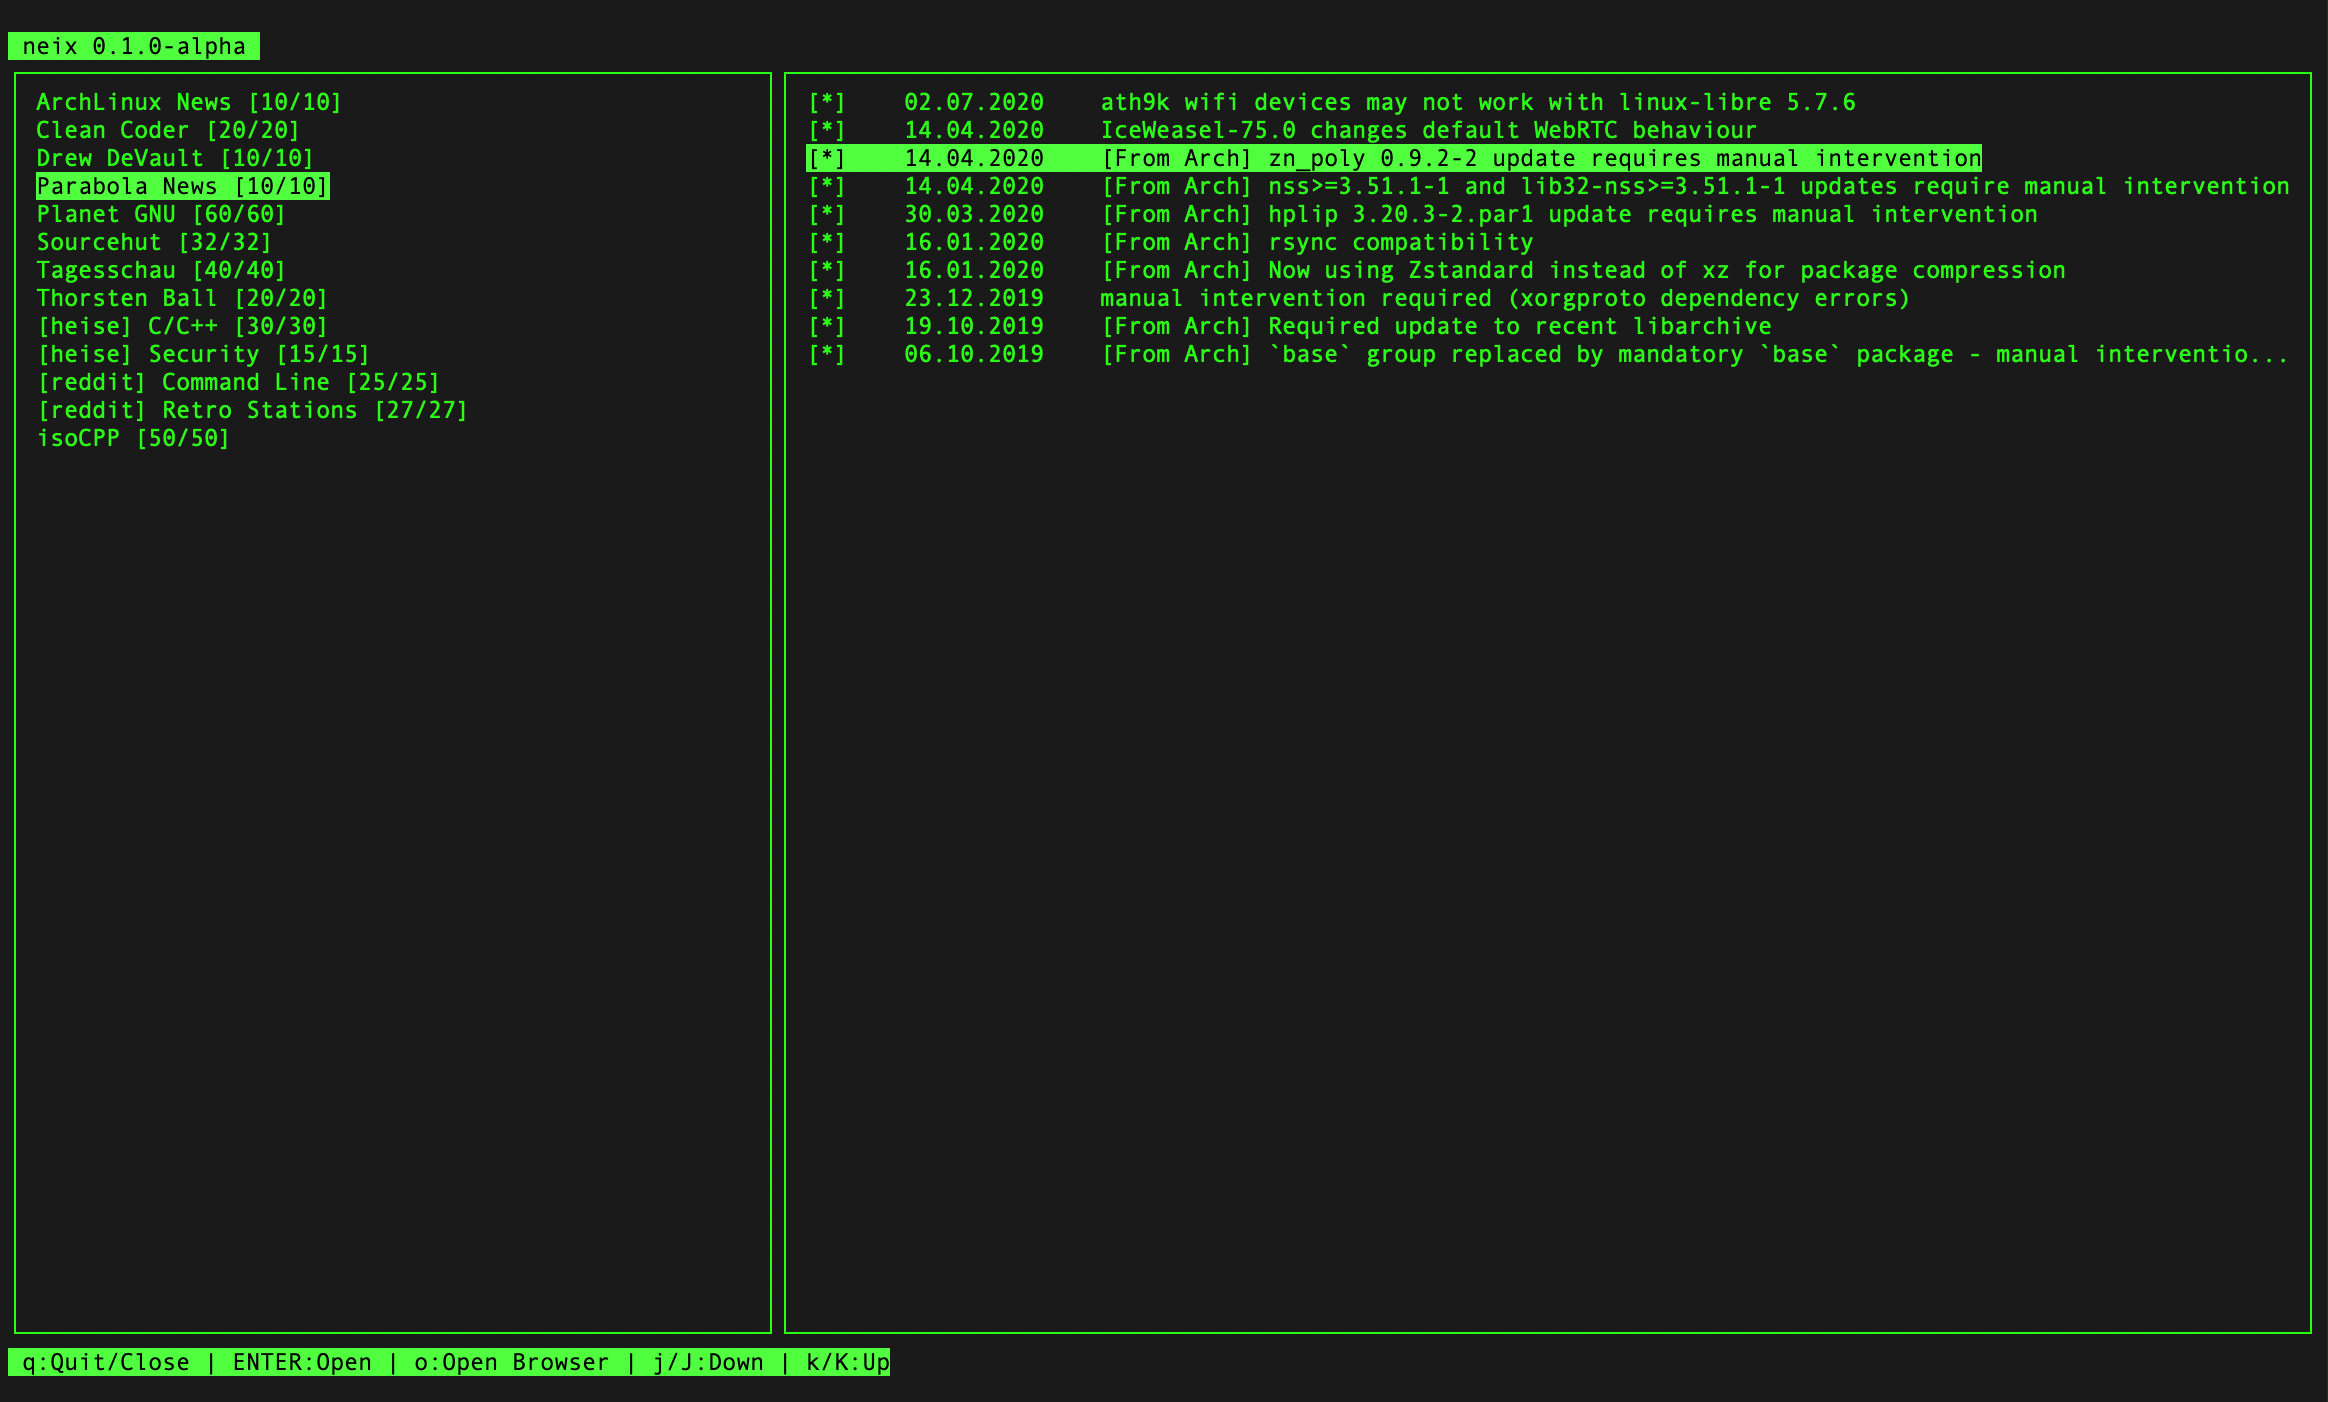 neix 0.1.0-alpha
ArchLinux News [10/10]
Clean Coder [20/20]
Drew DeVault [10/10]
Parabola News [10/10]
Planet GNU [60/60]
Sourcehut [32/32]
Tagesschau [40/40]
Thorsten Ball [20/20]
[heise] C/C++ [30/30]
[heise] Security [15/15]
[reddit] Command Line [25/25]
[reddit] Retro Stations [27/27]
isoCPP [50/50]
[*] 02.07.2020 ath9k wifi devices may not work with linux-libre 5.7.6
[*] 14.04.2020 IceWeasel-75.0 changes default WebRTC behaviour
[*] 14.04.2020 [From Arch] zn_poly 0.9.2-2 update requires manual intervention
[*] 14.04.2020 [From Arch] nss>=3.51.1-1 and lib32-nss>=3.51.1-1 updates require manual intervention
[*] 30.03.2020 [From Arch] hplip 3.20.3-2.par1 update requires manual intervention
[*] 16.01.2020 [From Arch] rsync compatibility
[*] 16.01.2020 [From Arch] Now using Zstandard instead of xz for package compression
[*] 23.12.2019 manual intervention required (xorgproto dependency errors)
[*] 19.10.2019 [From Arch] Required update to recent libarchive
[*] 06.10.2019 [From Arch] `base` group replaced by mandatory `base` package - manual interventio...
q:Quit/Close | ENTER:Open | o:Open Browser | j/J:Down | k/K:Up